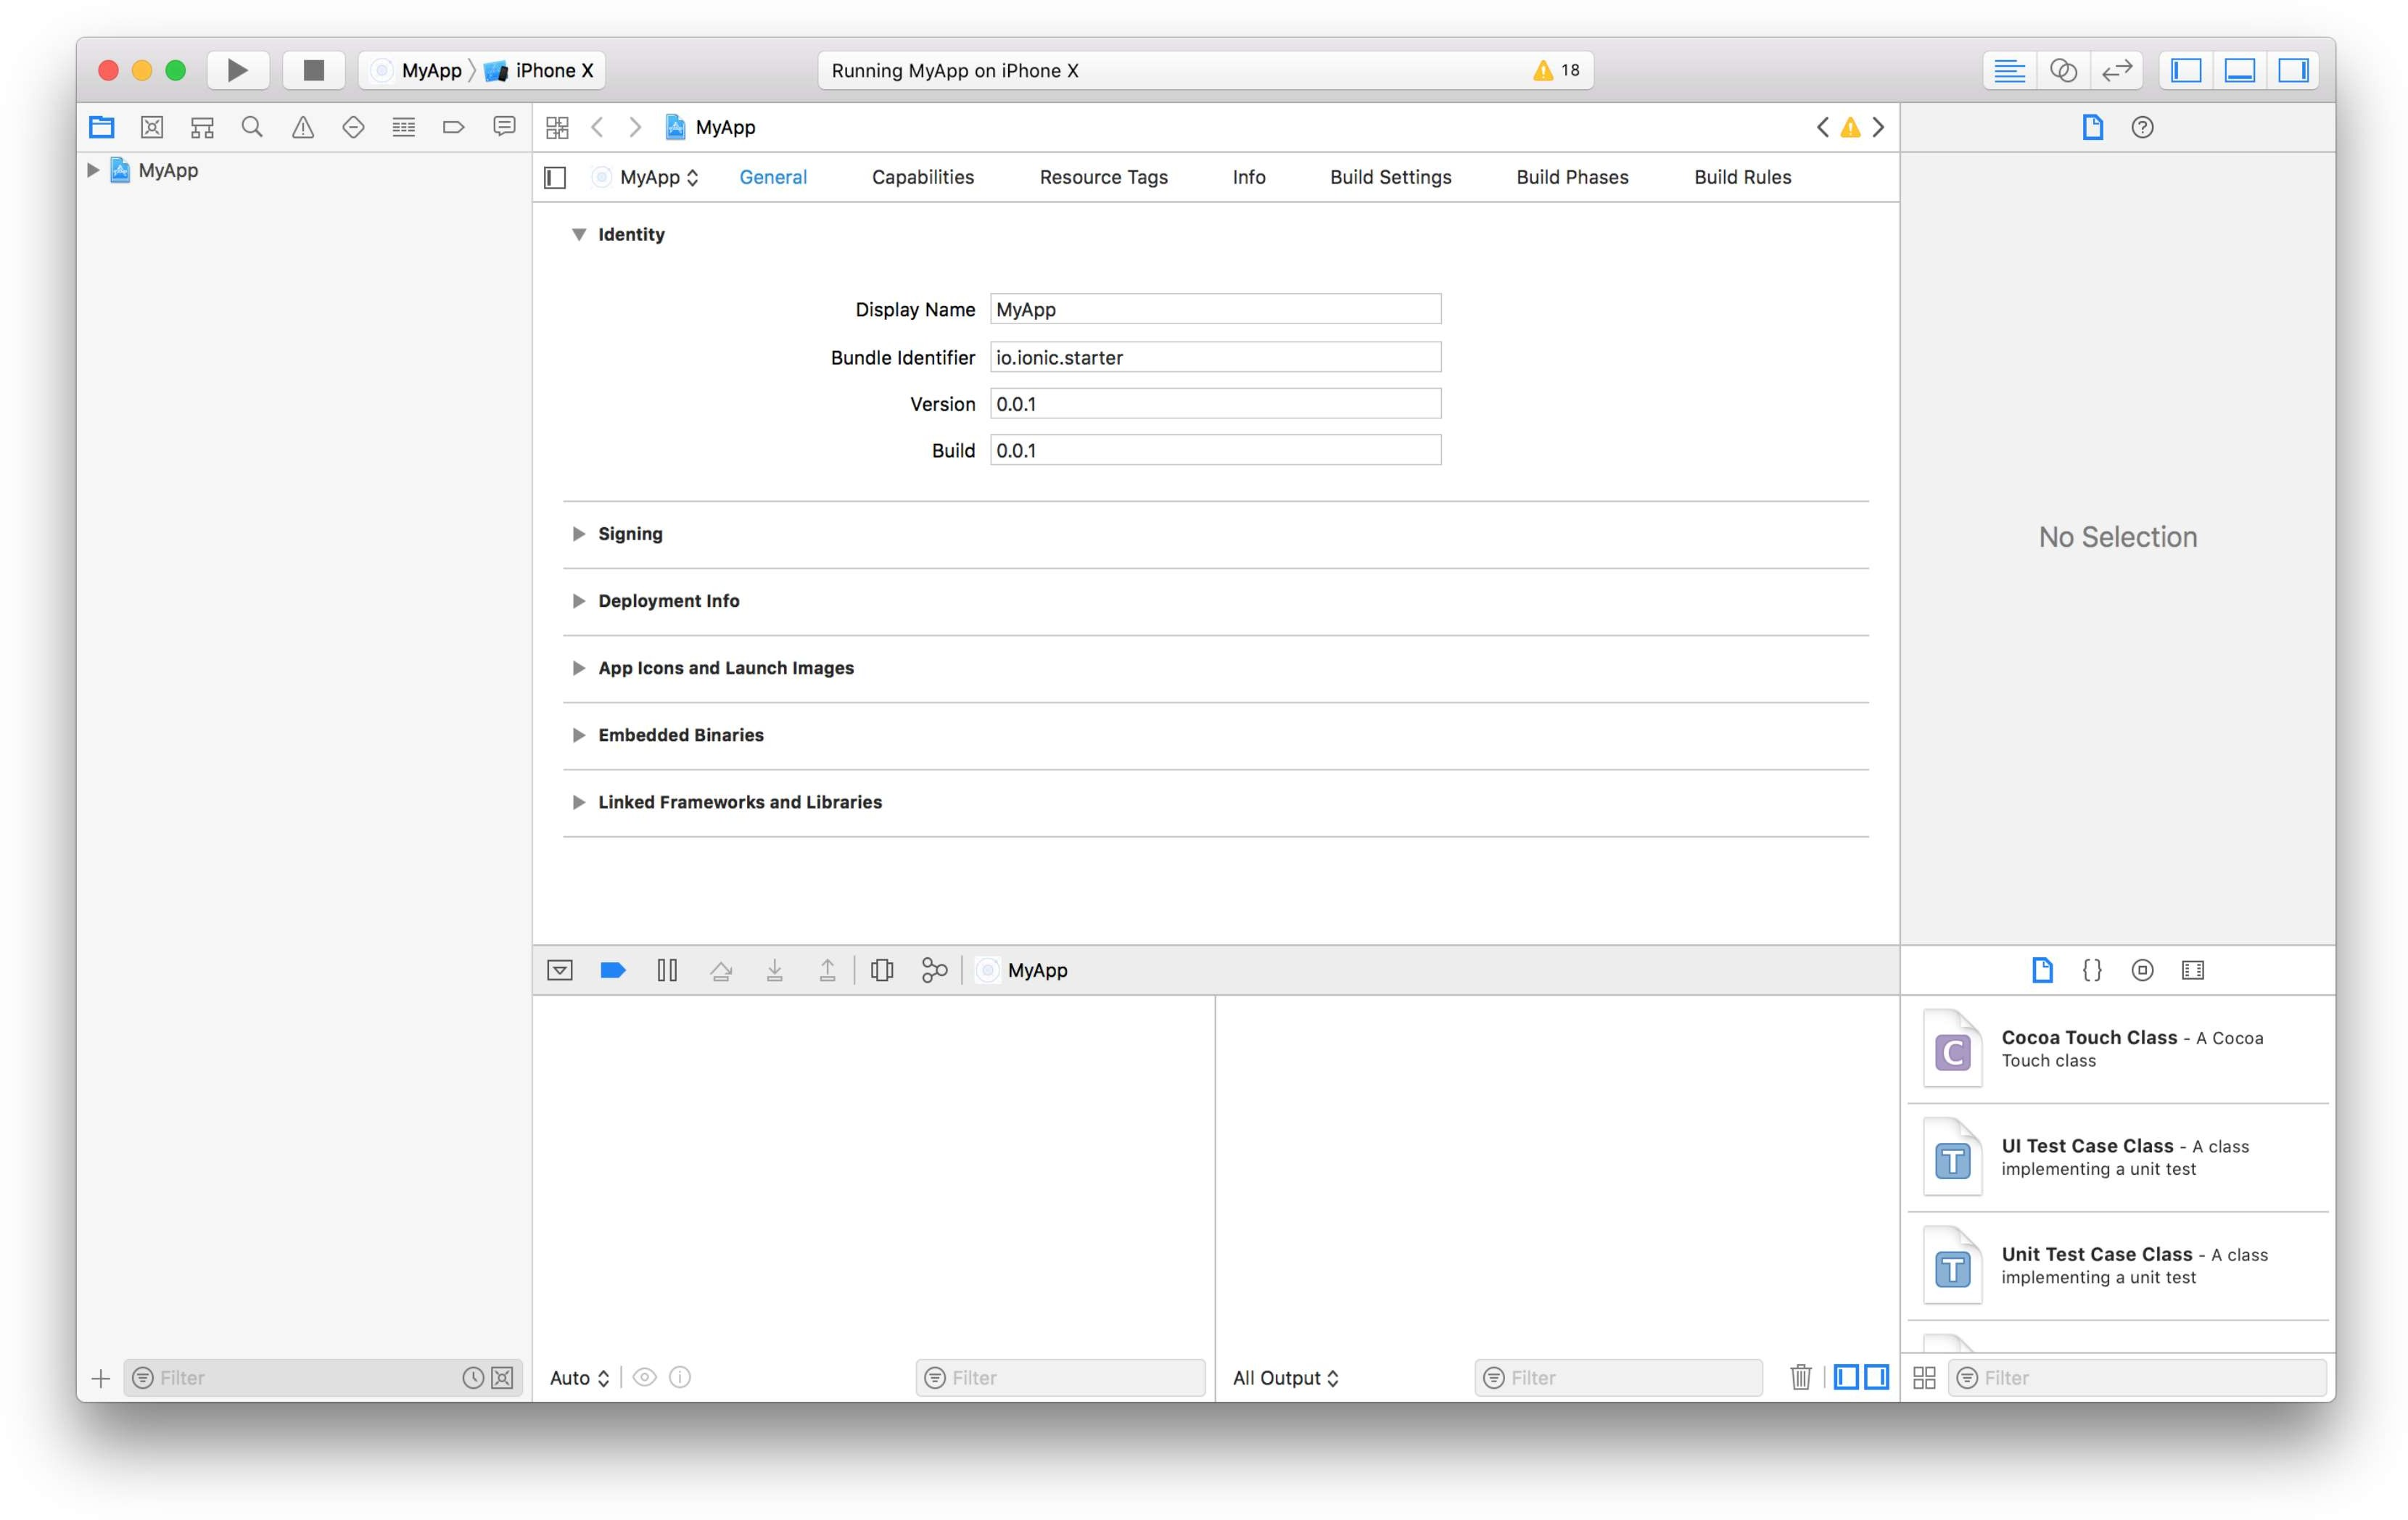 MyApp iPhone X
Running MyApp on iPhone X
18
MyApp
MyApp
MyApp
General
Capabilities
Resource Tags
Info
Build Settings
Build Phases
Build Rules
Identity
Display Name MyApp
Bundle Identifier io.ionic.starter
Version 0.0.1
Build 0.0.1
Signing
Deployment Info
App Icons and Launch Images
Embedded Binaries
Linked Frameworks and Libraries
No Selection
MyApp
Cocoa Touch Class - A Cocoa
Touch class
UI Test Case Class - A class
implementing a unit test
Unit Test Case Class - A class
implementing a unit test
Filter
Auto
Filter
All Output
Filter
Filter